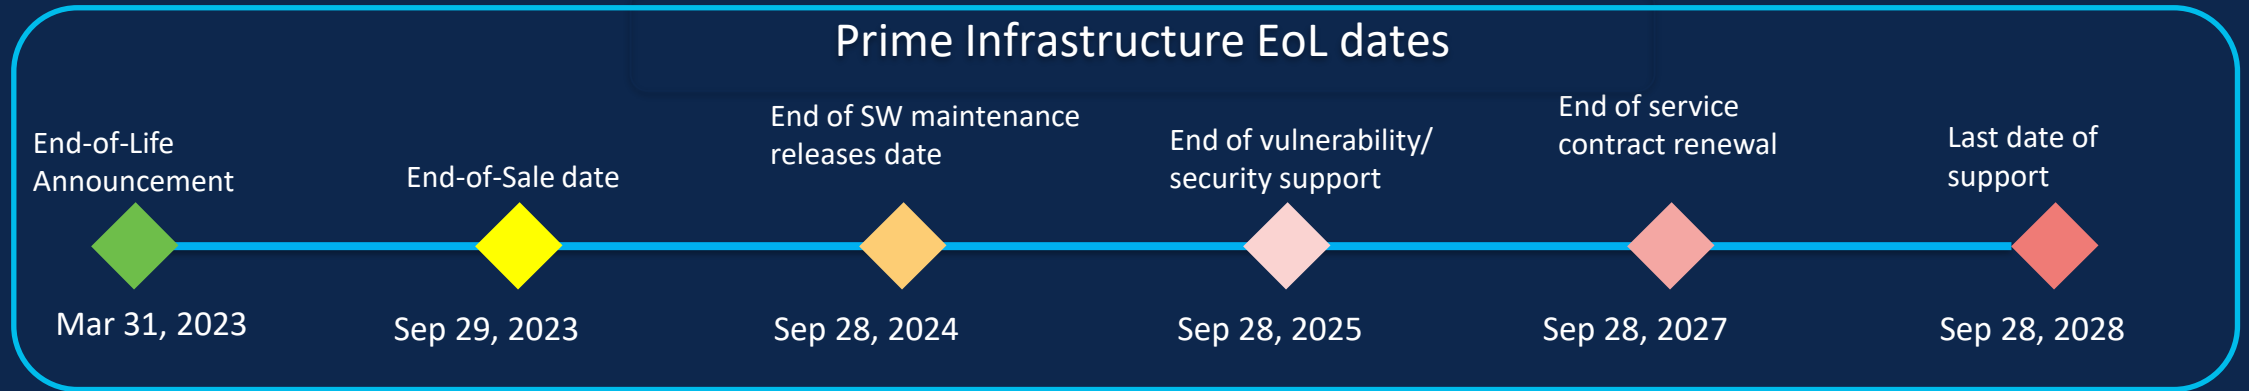 Prime Infrastructure EoL dates
End-of-Life
Announcement
End-of-Sale date
End of SW maintenance
releases date
End of vulnerability/
security support
End of service
contract renewal
Last date of
support
Mar 31, 2023
Sep 29, 2023
Sep 28, 2024
Sep 28, 2025
Sep 28, 2027
Sep 28, 2028